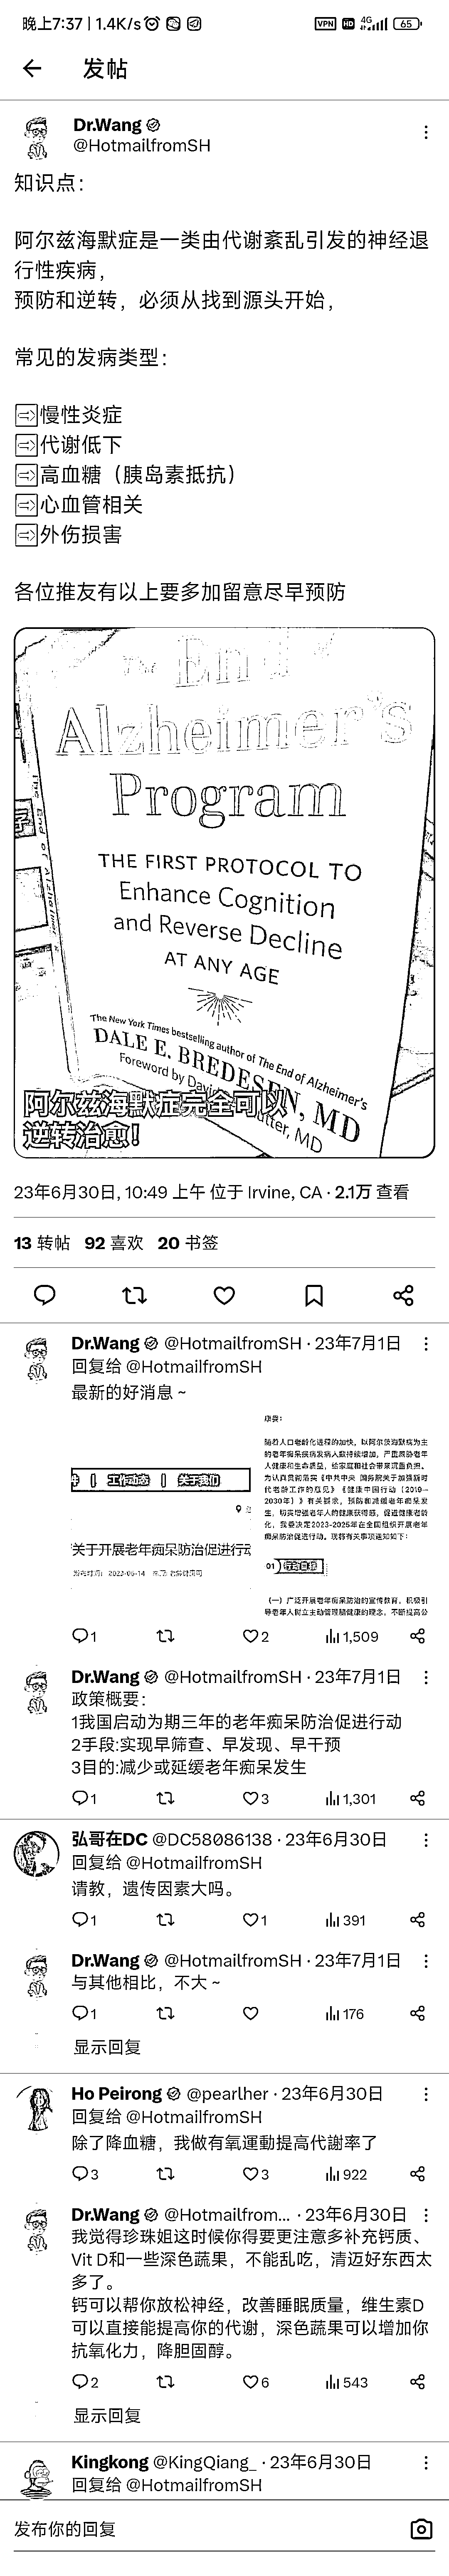 晚上7:37 | 1.4K/s
VPN HD 4G 65
发帖
Dr.Wang
@HotmailfromSH
知识点：
阿尔兹海默症是一类由代谢紊乱引发的神经退
行性疾病，
预防和逆转，必须从找到源头开始，
常见的发病类型：
慢性炎症
代谢低下
高血糖（胰岛素抵抗）
心血管相关
外伤损害
各位推友有以上要多加留意尽早预防
The End of
Alzheimer's
Program
THE FIRST PROTOCOL TO
Enhance Cognition
and Reverse Decline
AT ANY AGE
The New York Times bestselling author of The End of Alzheimer's
DALE E. BREDESEN, MD
Foreword by David
MD
阿尔兹海默症完全可以
逆转治愈！
23年6月30日, 10:49 上午 位于 Irvine, CA · 2.1万 查看
13 转帖 92 喜欢 20 书签
Dr.Wang @HotmailfromSH · 23年7月1日
回复给 @HotmailfromSH
最新的好消息 ~
| 工作动态 | 关于我们
关于开展老年痴呆防治促进行动
发布时间： 2023-06-14
康委：
随着人口老龄化进程的加快，以阿尔茨海默病为主
的老年痴呆疾病发病人数持续增加，严重威胁老年
人健康和生命质量，给家庭和社会带来沉重负担。
为认真贯彻落实《中共中央 国务院关于加强新时
代老龄工作的意见》《健康中国行动（2019—
2030年）》有关要求，预防和减缓老年痴呆发
生，切实增强老年人的健康获得感，促进健康老龄
化，我委决定2023-2025年在全国组织开展老年
痴呆防治促进行动。现将有关事项通知如下：
01 行动目标
（一）广泛开展老年痴呆防治的宣传教育，积极引
导老年人树立主动管理脑健康的理念，不断提高公
1 2 1,509
Dr.Wang @HotmailfromSH · 23年7月1日
政策概要：
1我国启动为期三年的老年痴呆防治促进行动
2手段:实现早筛查、早发现、早干预
3目的:减少或延缓老年痴呆发生
1 3 1,301
弘哥在DC @DC58086138 · 23年6月30日
回复给 @HotmailfromSH
请教，遗传因素大吗。
1 1 391
Dr.Wang @HotmailfromSH · 23年7月1日
与其他相比，不大 ~
1 176
显示回复
Ho Peirong @pearlher · 23年6月30日
回复给 @HotmailfromSH
除了降血糖，我做有氧運動提高代謝率了
3 3 922
Dr.Wang @Hotmailfrom... · 23年6月30日
我觉得珍珠姐这时候你得要更注意多补充钙质、
Vit D和一些深色蔬果，不能乱吃，清迈好东西太
多了。
钙可以帮你放松神经，改善睡眠质量，维生素D
可以直接能提高你的代谢，深色蔬果可以增加你
抗氧化力，降胆固醇。
2 6 543
显示回复
Kingkong @KingQiang_ · 23年6月30日
回复给 @HotmailfromSH
发布你的回复